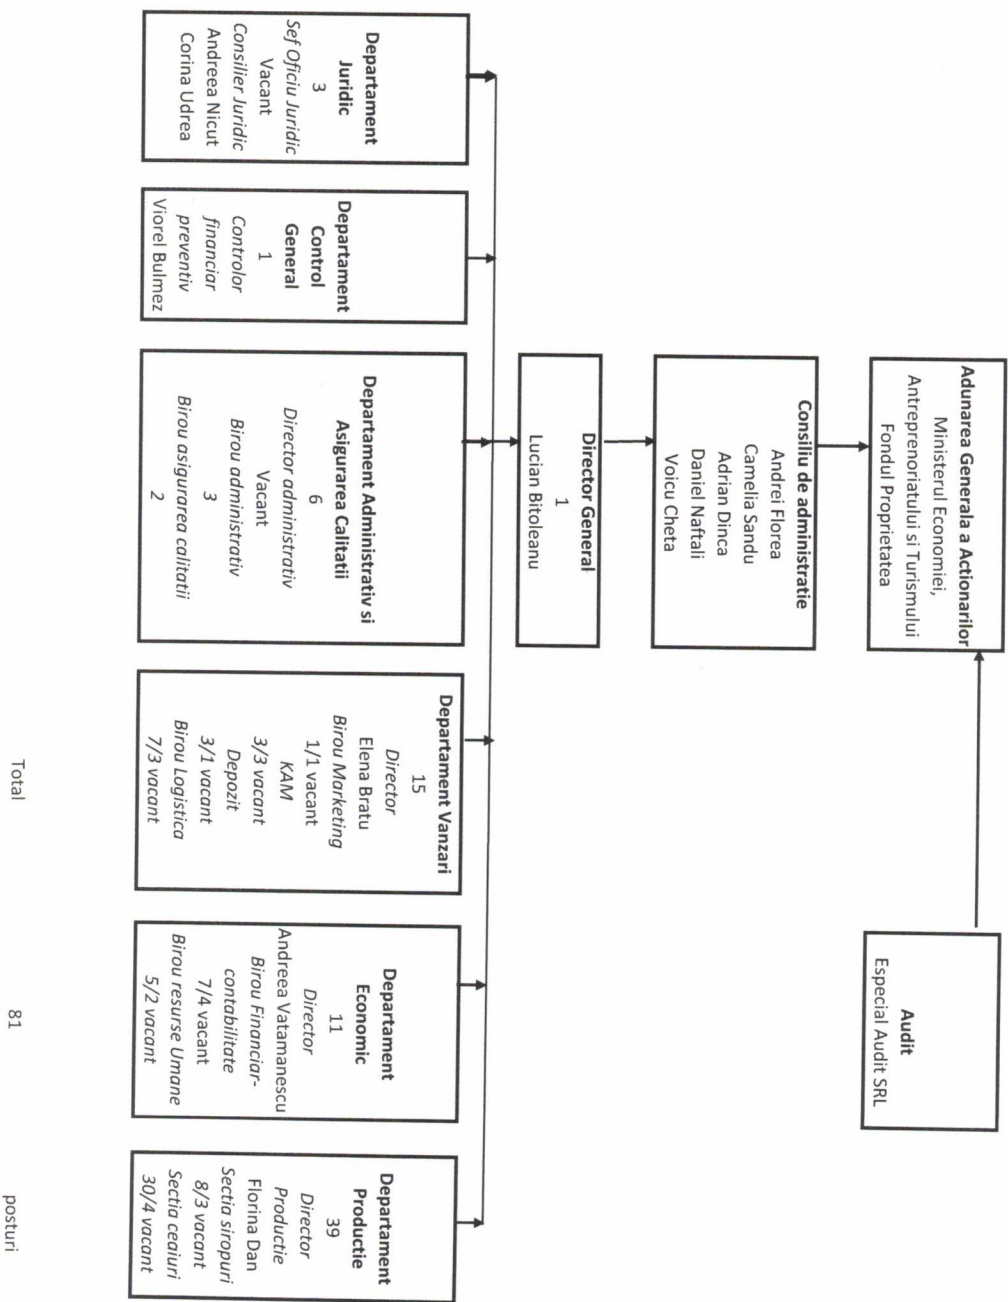 Adunarea Generala a Actionarilor
Ministerul Economiei,
Antreprenoriatului si Turismului
Fondul Proprietatea
Audit
Especial Audit SRL
Consiliu de administratie
Andrei Florea
Camelia Sandu
Adrian Dinca
Daniel Naftali
Voicu Cheta
Director General
1
Lucian Bitoleanu
Departament
Juridic
3
Sef Oficiu Juridic
Vacant
Consilier Juridic
Andreea Nicut
Corina Udrea
Departament
Control
General
1
Controlor
financiar
preventiv
Viorel Bulmez
Departament Administrativ si
Asigurarea Calitatii
6
Director administrativ
Vacant
Birou administrativ
3
Birou asigurarea calitatii
2
Departament Vanzari
15
Director
Elena Bratu
Birou Marketing
1/1 vacant
KAM
3/3 vacant
Depozit
3/1 vacant
Birou Logistica
7/3 vacant
Departament
Economic
11
Director
Andreea Vatamanescu
Birou Financiar-
contabilitate
7/4 vacant
Birou resurse Umane
5/2 vacant
Departament
Productie
39
Director
Productie
Florina Dan
Sectia siropuri
8/3 vacant
Sectia ceaiuri
30/4 vacant
Total 81 posturi